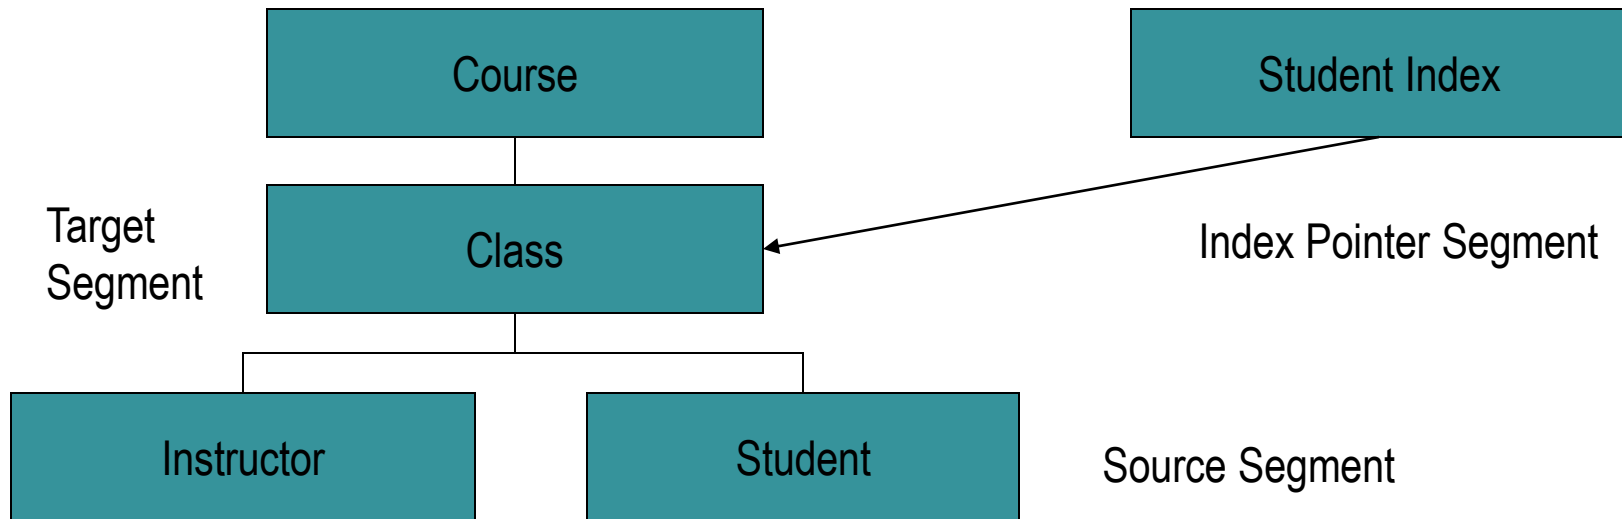 Course
Student Index
Target
Segment
Class
Index Pointer Segment
Instructor
Student
Source Segment